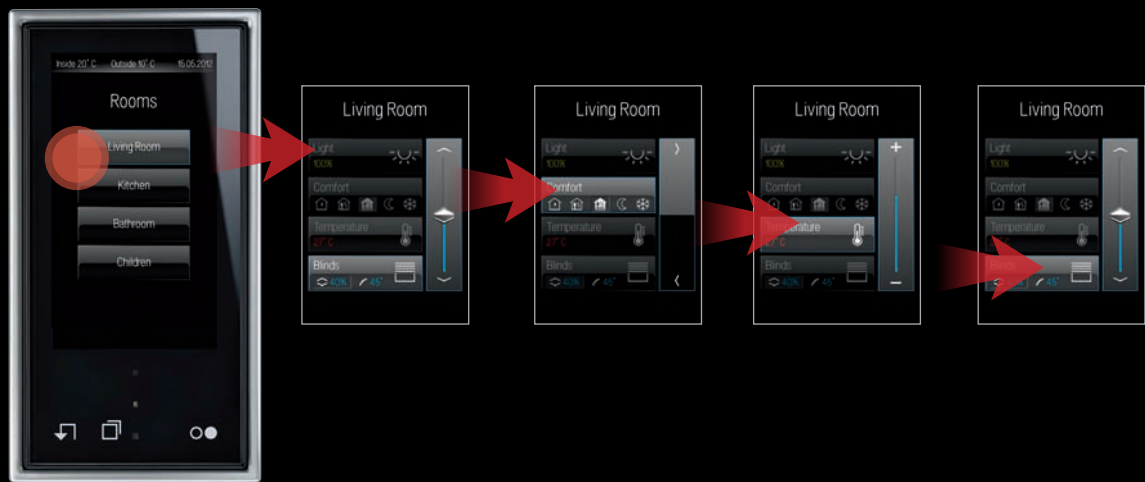 Inside 20° C Outside 10° C 15.05.2012
Rooms
Living Room
Kitchen
Bathroom
Children
Living Room
Light
100%
Comfort
Temperature
27° C
Blinds
40% 45°
Living Room
Light
100%
Comfort
Temperature
27° C
Blinds
40% 45°
Living Room
Light
100%
Comfort
Temperature
27° C
Blinds
40% 45°
Living Room
Light
100%
Comfort
Temperature
Blinds
45°